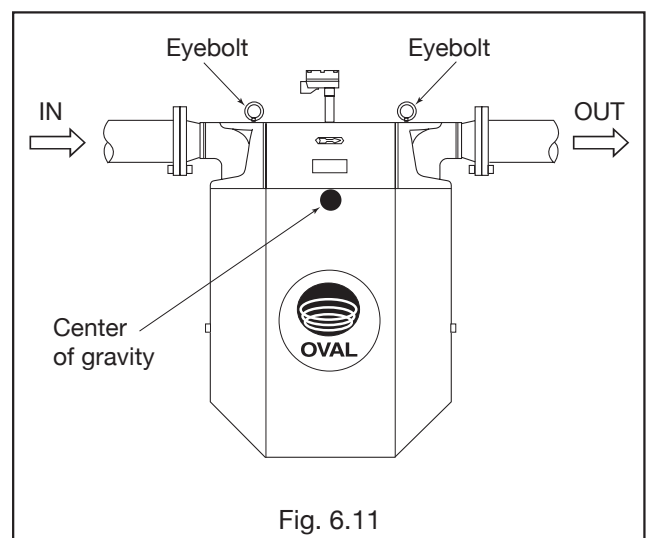 Eyebolt
Eyebolt
IN
OUT
Center
of gravity
OVAL
Fig. 6.11